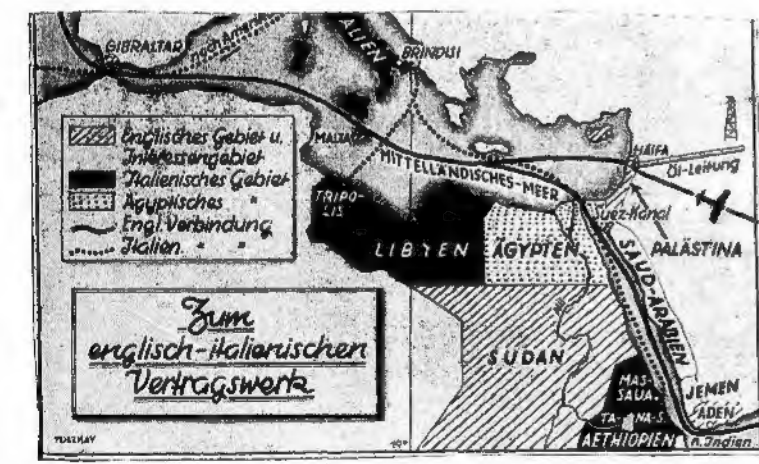 GIBRALTAR
nach Amerika
ALIEN
BRINDISI
Englisches Gebiet u.
Interessengebiet
Italienisches Gebiet
Ägyptisches "
Engl. Verbindung
Italien. " "
MALTA
MITTELLÄNDISCHES-MEER
HAIFA
Öl-Leitung
TRIPO-
LIS
Suez-Kanal
PALÄSTINA
LIBYEN
ÄGYPTEN
SAUD-ARABIEN
Zum
englisch-italienischen
Vertragswerk
SUDAN
MAS-
SAUA
JEMEN
ADEN
TA-NA-S.
AETHIOPIEN
n. Indien